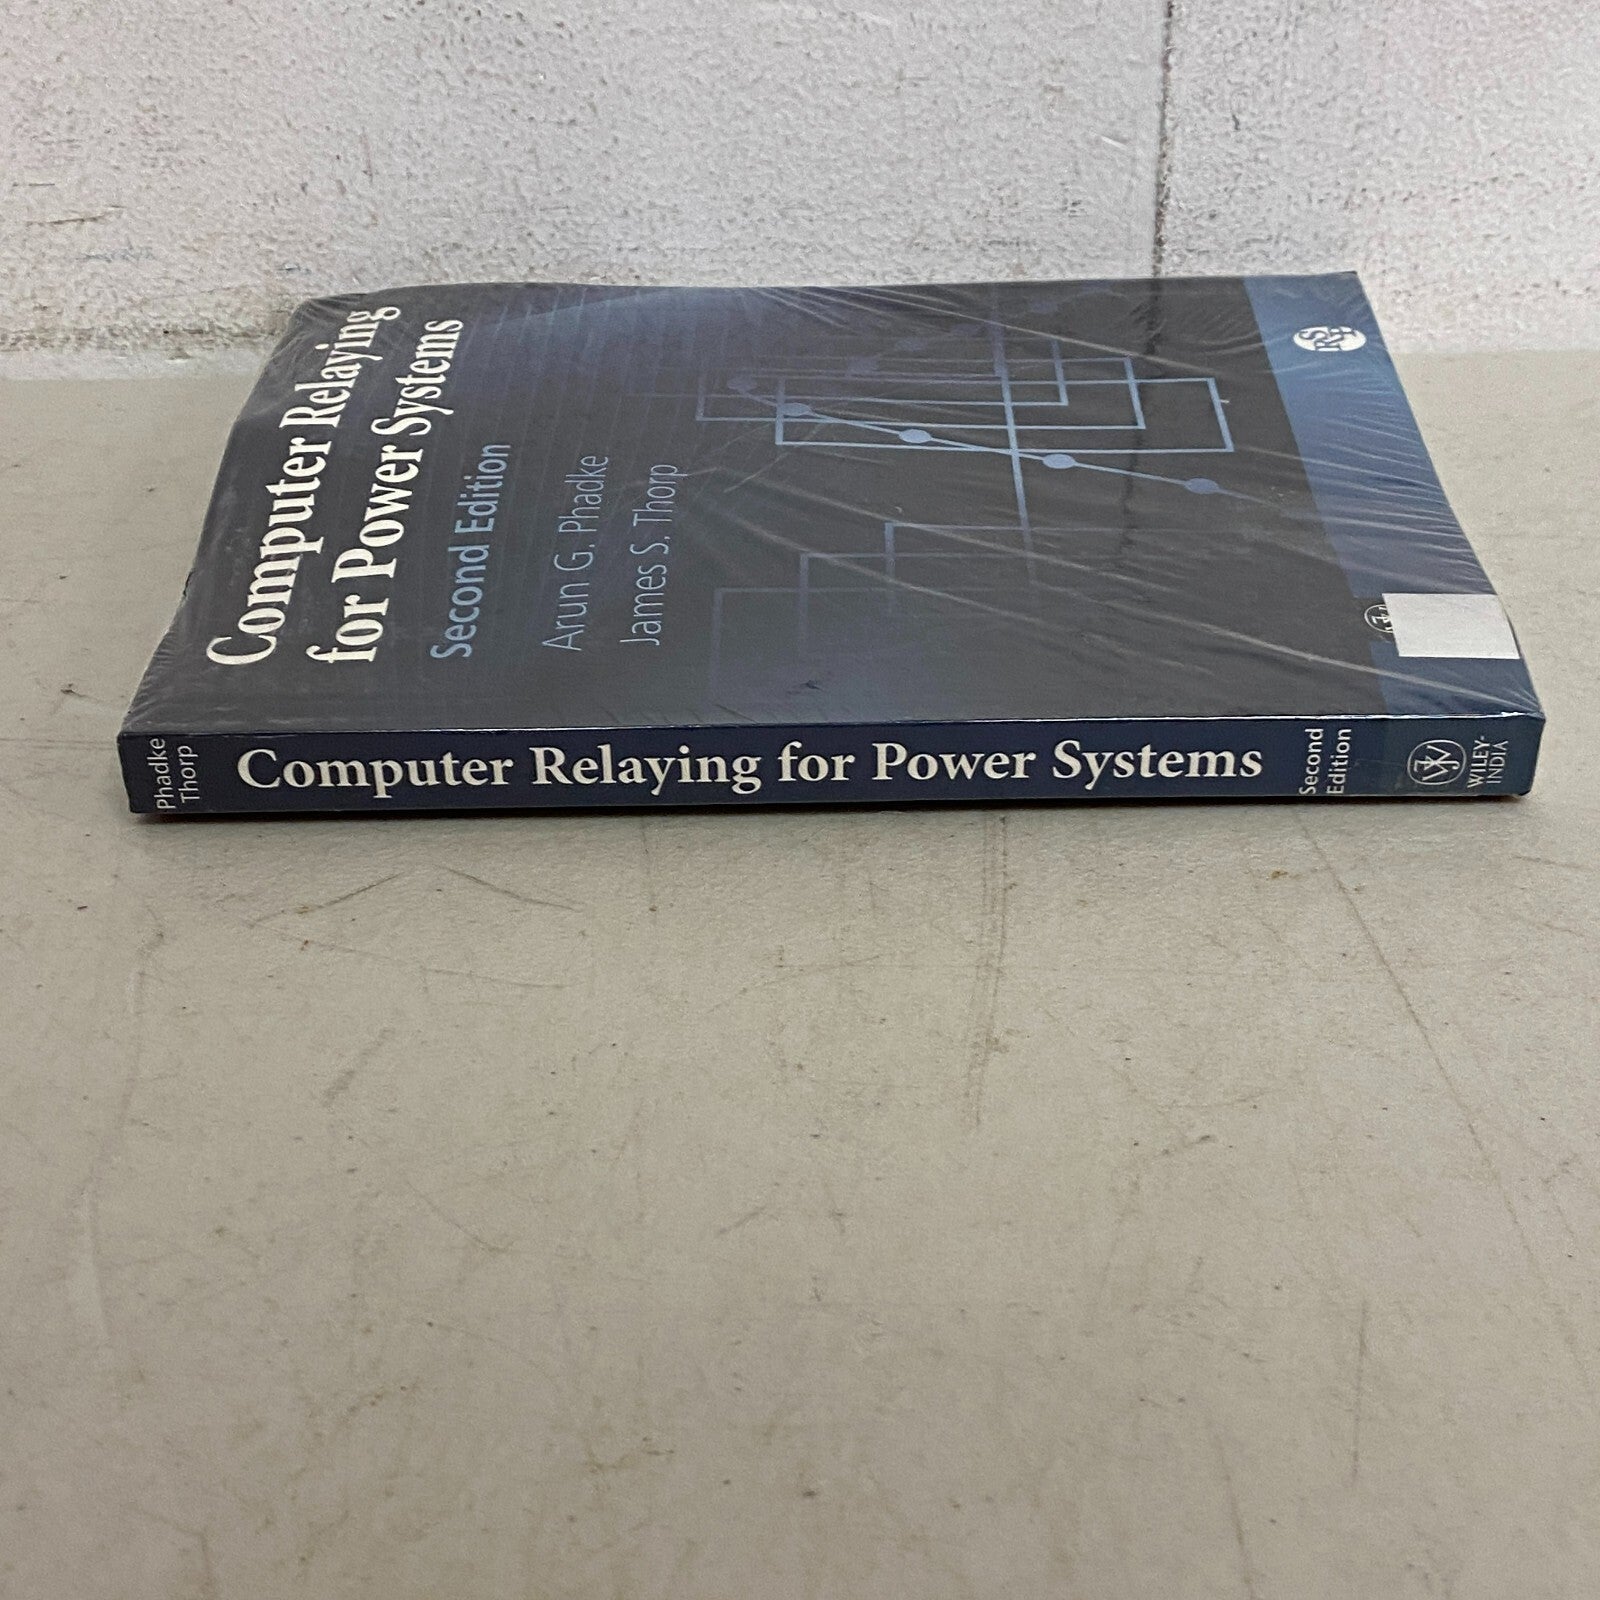 Computer Relaying
for Power Systems
Second Edition
Arun G. Phadke
James S. Thorp
RSP
Phadke
Thorp
Computer Relaying for Power Systems
Second
Edition
WILEY-
INDIA